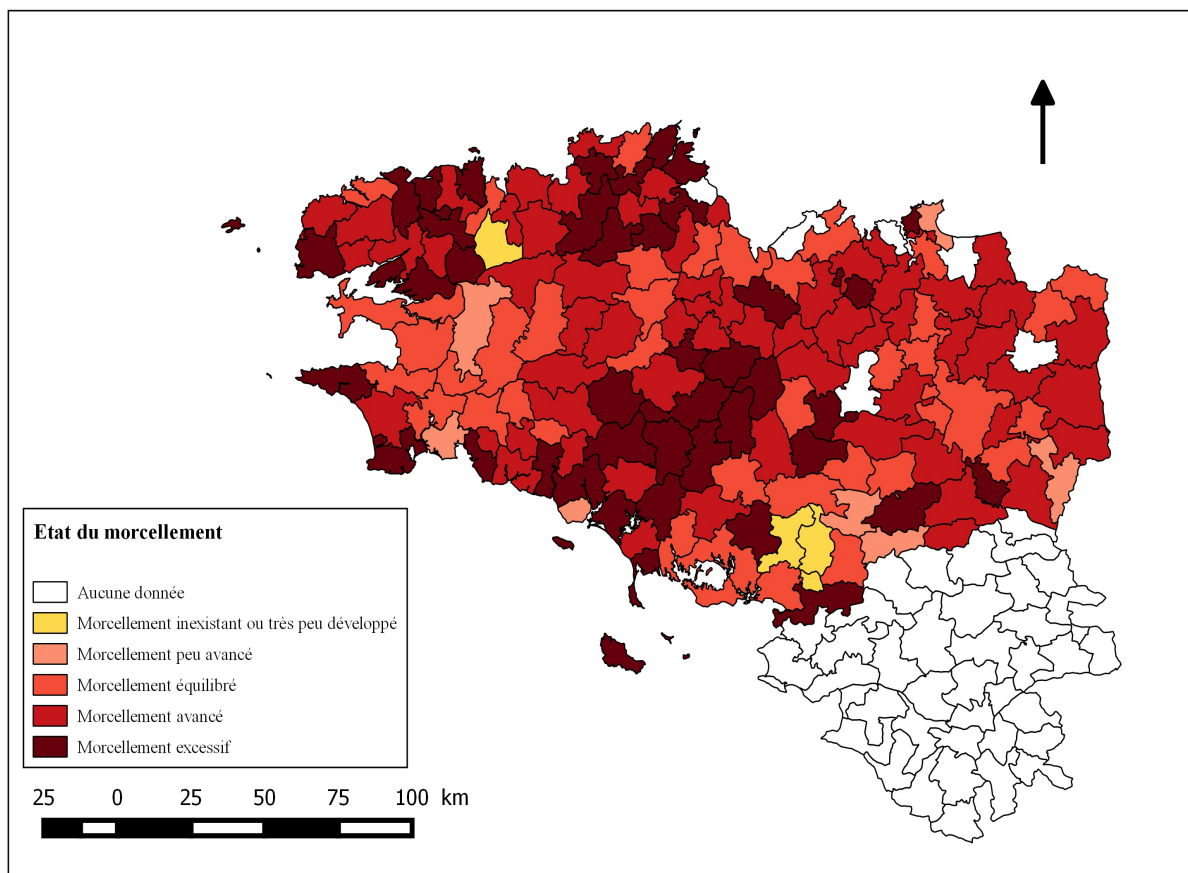 Etat du morcellement
Aucune donnée
Morcellement inexistant ou très peu développé
Morcellement peu avancé
Morcellement équilibré
Morcellement avancé
Morcellement excessif
25 0 25 50 75 100 km